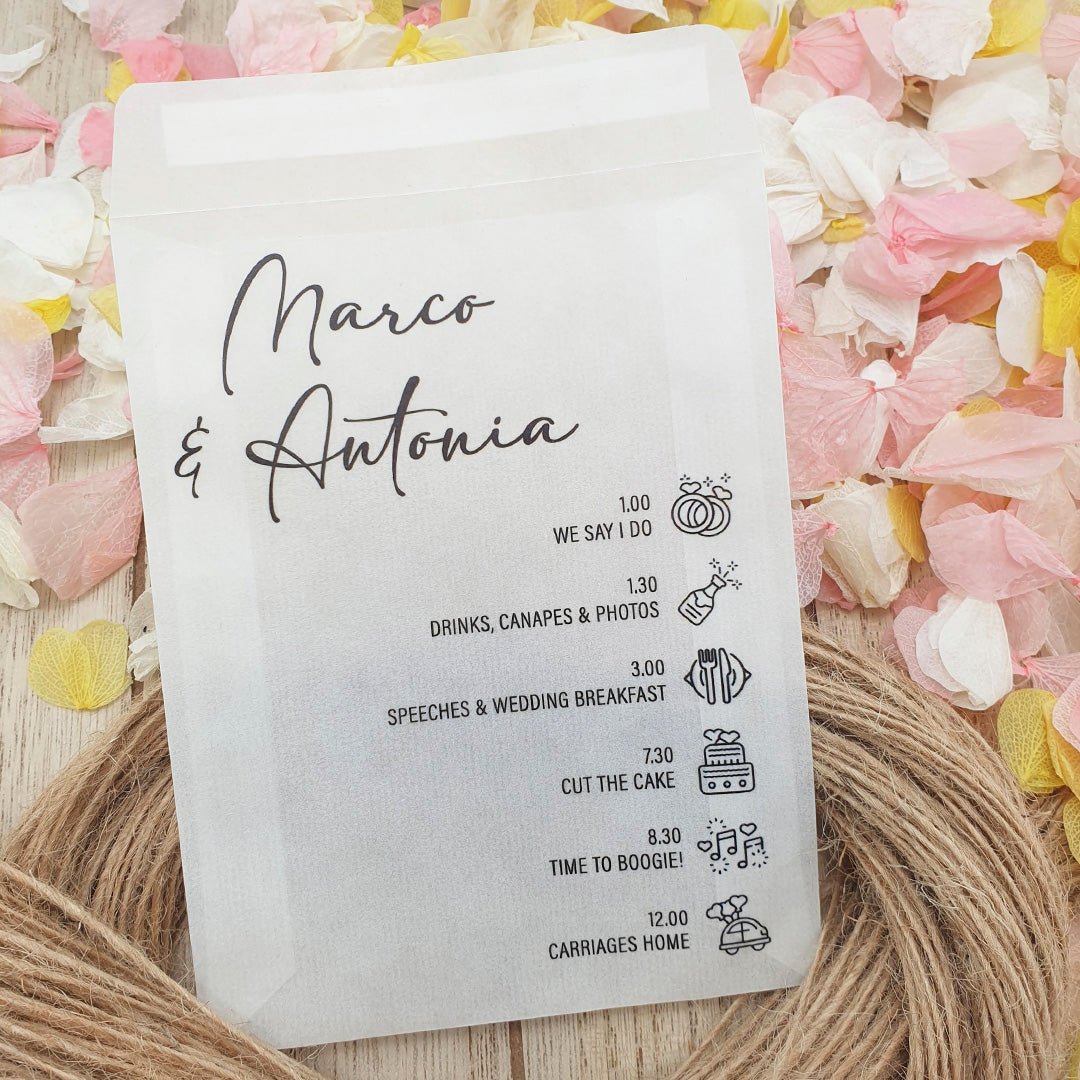 Marco
& Antonia
1.00
WE SAY I DO
1.30
DRINKS, CANAPES & PHOTOS
3.00
SPEECHES & WEDDING BREAKFAST
7.30
CUT THE CAKE
8.30
TIME TO BOOGIE!
12.00
CARRIAGES HOME